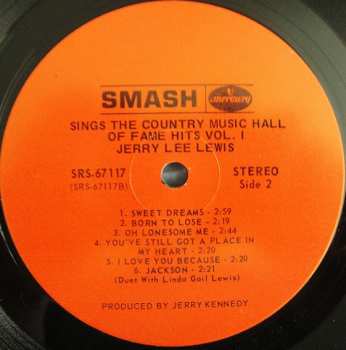 SMASH mercury
SINGS THE COUNTRY MUSIC HALL
OF FAME HITS VOL. I
JERRY LEE LEWIS
SRS-67117 STEREO
(SRS-67117B) Side 2
1. SWEET DREAMS - 2:59
2. BORN TO LOSE - 2:19
3. OH LONESOME ME - 2:44
4. YOU'VE STILL GOT A PLACE IN
MY HEART - 2:20
5. I LOVE YOU BECAUSE - 2:20
6. JACKSON - 2:21
(Duet With Linda Gail Lewis)
PRODUCED BY JERRY KENNEDY